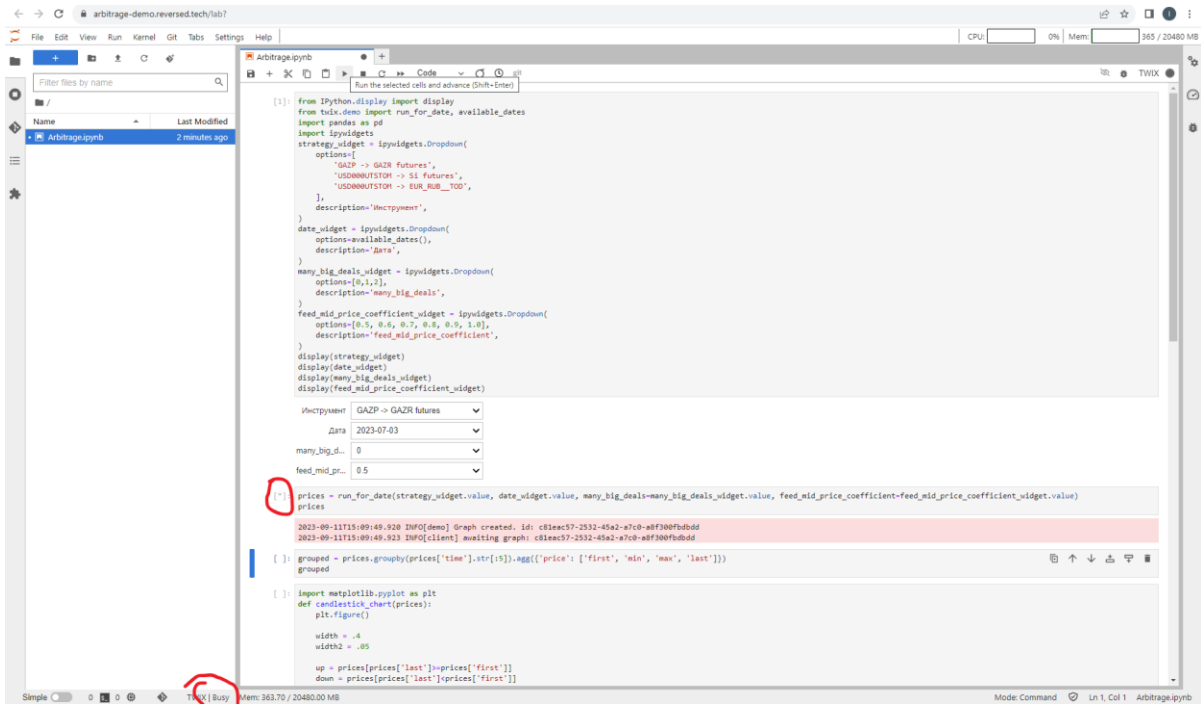 arbitrage-demo.reversed.tech/lab?
File Edit View Run Kernel Git Tabs Settings Help
CPU: 0% Mem: 365 / 20480 MB
Filter files by name
/
Name Last Modified
Arbitrage.ipynb 2 minutes ago
Arbitrage.ipynb
Code git
Run the selected cells and advance (Shift+Enter)
TWIX
[1]: from IPython.display import display
from twix.demo import run_for_date, available_dates
import pandas as pd
import ipywidgets
strategy_widget = ipywidgets.Dropdown(
options=[
'GAZP -> GAZR futures',
'USD000UTSTOM -> Si futures',
'USD000UTSTOM -> EUR_RUB__TOD',
],
description='Инструмент',
)
date_widget = ipywidgets.Dropdown(
options=available_dates(),
description='Дата',
)
many_big_deals_widget = ipywidgets.Dropdown(
options=[0,1,2],
description='many_big_deals',
)
feed_mid_price_coefficient_widget = ipywidgets.Dropdown(
options=[0.5, 0.6, 0.7, 0.8, 0.9, 1.0],
description='feed_mid_price_coefficient',
)
display(strategy_widget)
display(date_widget)
display(many_big_deals_widget)
display(feed_mid_price_coefficient_widget)
Инструмент GAZP -> GAZR futures
Дата 2023-07-03
many_big_d... 0
feed_mid_pr... 0.5
[*]: prices = run_for_date(strategy_widget.value, date_widget.value, many_big_deals=many_big_deals_widget.value, feed_mid_price_coefficient=feed_mid_price_coefficient_widget.value)
prices
2023-09-11T15:09:49.920 INFO[demo] Graph created. id: c81eac57-2532-45a2-a7c0-a8f300fbdbdd
2023-09-11T15:09:49.923 INFO[client] awaiting graph: c81eac57-2532-45a2-a7c0-a8f300fbdbdd
[ ]: grouped = prices.groupby(prices['time'].str[:5]).agg({'price': ['first', 'min', 'max', 'last']})
grouped
[ ]: import matplotlib.pyplot as plt
def candlestick_chart(prices):
plt.figure()
width = .4
width2 = .05
up = prices[prices['last']>=prices['first']]
down = prices[prices['last']<prices['first']]
Simple 0 0 TWIX | Busy Mem: 363.70 / 20480.00 MB Mode: Command Ln 1, Col 1 Arbitrage.ipynb